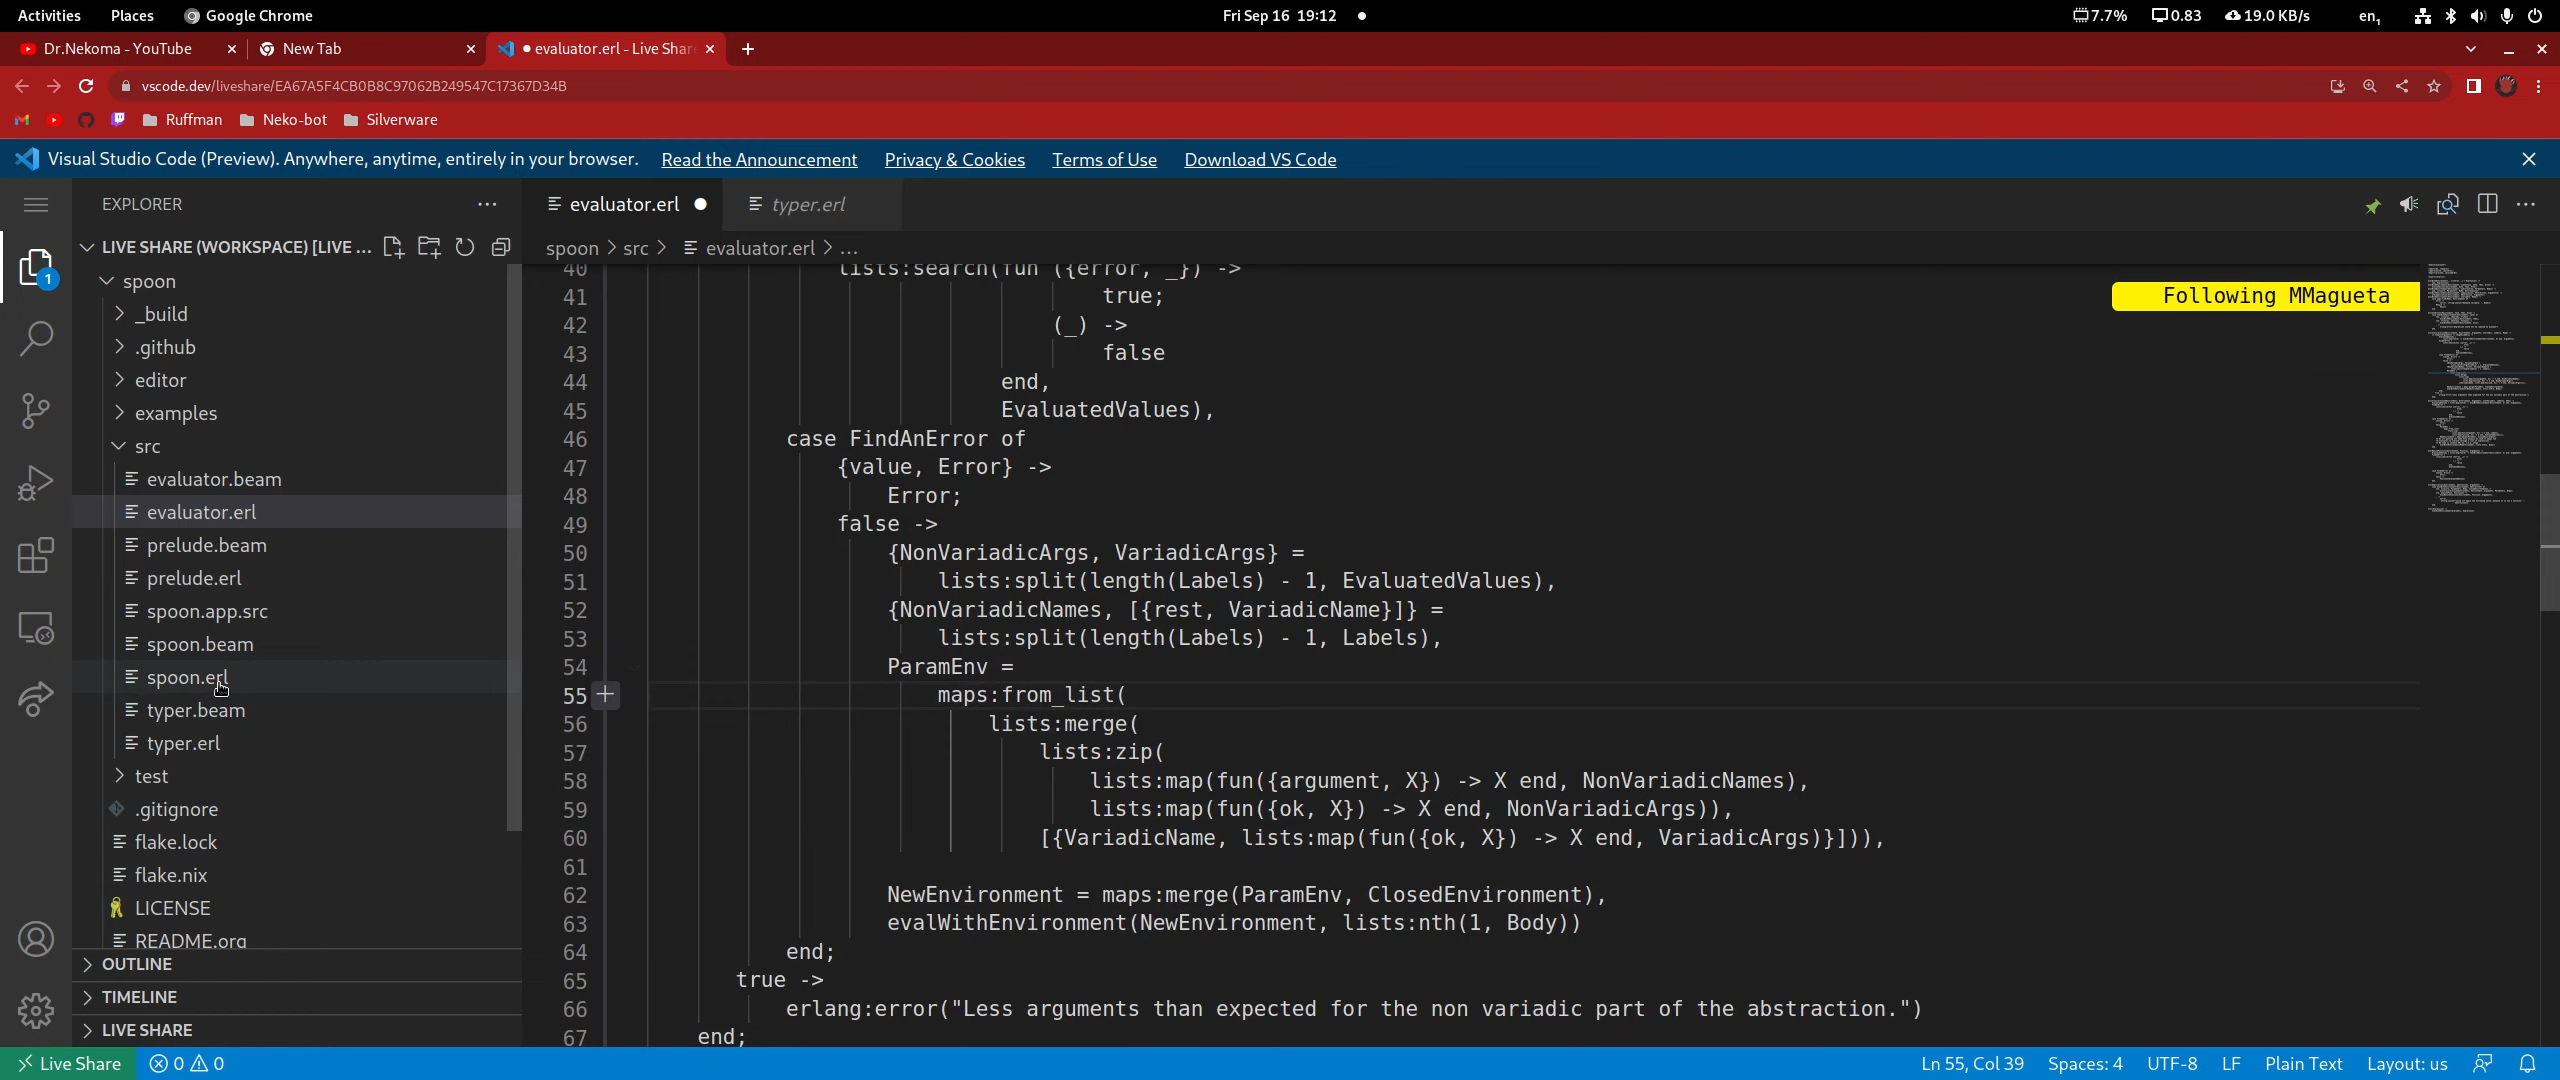 Activities Places Google Chrome Fri Sep 16 19:12 7.7% 0.83 19.0 KB/s en1
Dr.Nekoma - YouTube New Tab evaluator.erl - Live Shar
vscode.dev/liveshare/EA67A5F4CB0B8C97062B249547C17367D34B
Ruffman Neko-bot Silverware
Visual Studio Code (Preview). Anywhere, anytime, entirely in your browser. Read the Announcement Privacy & Cookies Terms of Use Download VS Code
EXPLORER
LIVE SHARE (WORKSPACE) [LIVE ...
1
spoon
_build
.github
editor
examples
src
evaluator.beam
evaluator.erl
prelude.beam
prelude.erl
spoon.app.src
spoon.beam
spoon.erl
typer.beam
typer.erl
test
.gitignore
flake.lock
flake.nix
LICENSE
README.org
OUTLINE
TIMELINE
LIVE SHARE
evaluator.erl typer.erl
spoon > src > evaluator.erl > ...
Following MMagueta
40 lists:search(fun ({error, _}) ->
41 true;
42 (_) ->
43 false
44 end,
45 EvaluatedValues),
46 case FindAnError of
47 {value, Error} ->
48 Error;
49 false ->
50 {NonVariadicArgs, VariadicArgs} =
51 lists:split(length(Labels) - 1, EvaluatedValues),
52 {NonVariadicNames, [{rest, VariadicName}]} =
53 lists:split(length(Labels) - 1, Labels),
54 ParamEnv =
55 maps:from_list(
56 lists:merge(
57 lists:zip(
58 lists:map(fun({argument, X}) -> X end, NonVariadicNames),
59 lists:map(fun({ok, X}) -> X end, NonVariadicArgs)),
60 [{VariadicName, lists:map(fun({ok, X}) -> X end, VariadicArgs)}])),
61
62 NewEnvironment = maps:merge(ParamEnv, ClosedEnvironment),
63 evalWithEnvironment(NewEnvironment, lists:nth(1, Body))
64 end;
65 true ->
66 erlang:error("Less arguments than expected for the non variadic part of the abstraction.")
67 end;
Live Share 0 0 Ln 55, Col 39 Spaces: 4 UTF-8 LF Plain Text Layout: us